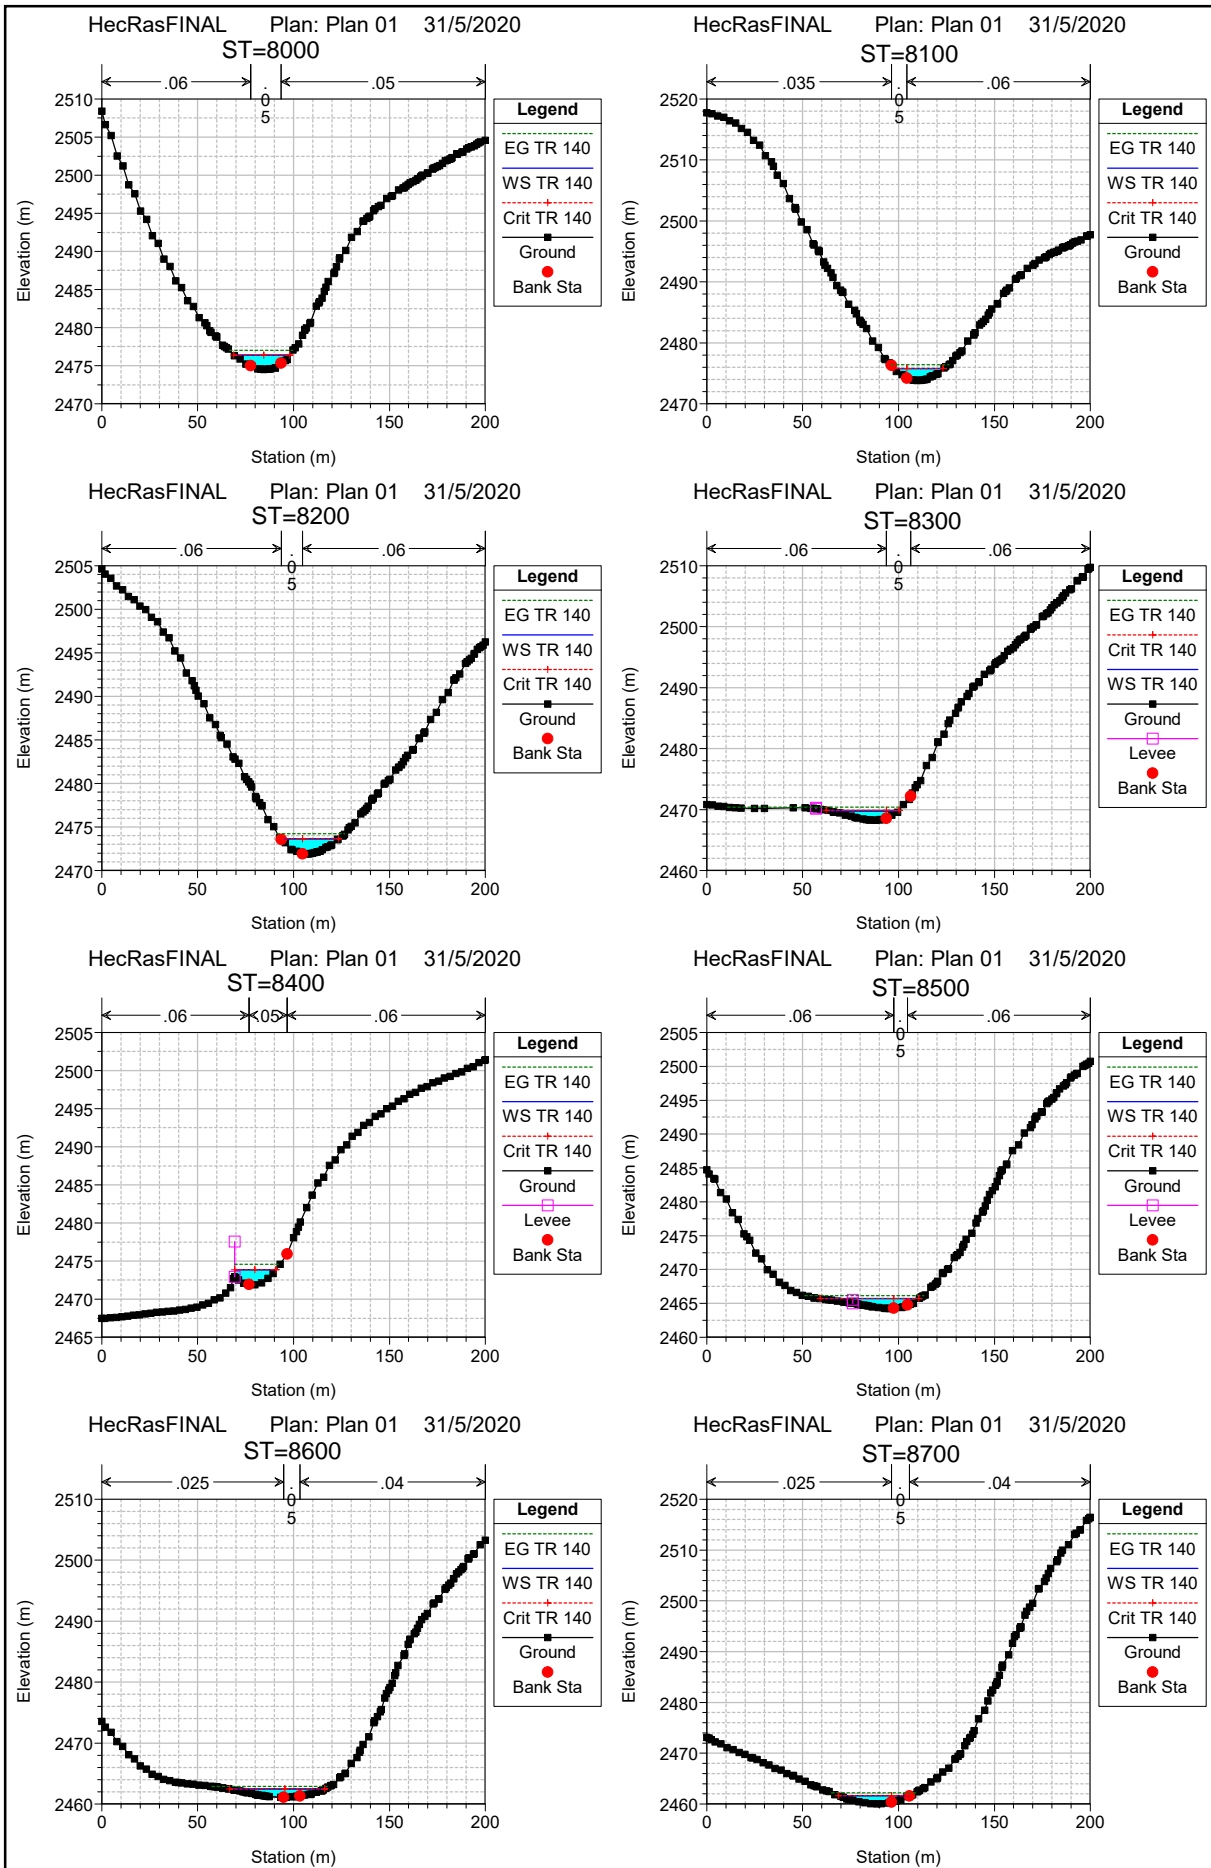 HecRasFINAL Plan: Plan 01 31/5/2020
ST=8000
.06 .05 .05
2510
2505
2500
2495
2490
2485
2480
2475
2470
0 50 100 150 200
Station (m)
Elevation (m)
Legend
EG TR 140
WS TR 140
Crit TR 140
Ground
Bank Sta
HecRasFINAL Plan: Plan 01 31/5/2020
ST=8100
.035 .05 .06
2520
2510
2500
2490
2480
2470
0 50 100 150 200
Station (m)
Elevation (m)
Legend
EG TR 140
WS TR 140
Crit TR 140
Ground
Bank Sta
HecRasFINAL Plan: Plan 01 31/5/2020
ST=8200
.06 .05 .06
2505
2500
2495
2490
2485
2480
2475
2470
0 50 100 150 200
Station (m)
Elevation (m)
Legend
EG TR 140
WS TR 140
Crit TR 140
Ground
Bank Sta
HecRasFINAL Plan: Plan 01 31/5/2020
ST=8300
.06 .05 .06
2510
2500
2490
2480
2470
2460
0 50 100 150 200
Station (m)
Elevation (m)
Legend
EG TR 140
Crit TR 140
WS TR 140
Ground
Levee
Bank Sta
HecRasFINAL Plan: Plan 01 31/5/2020
ST=8400
.06 .05 .06
2505
2500
2495
2490
2485
2480
2475
2470
2465
0 50 100 150 200
Station (m)
Elevation (m)
Legend
EG TR 140
WS TR 140
Crit TR 140
Ground
Levee
Bank Sta
HecRasFINAL Plan: Plan 01 31/5/2020
ST=8500
.06 .05 .06
2505
2500
2495
2490
2485
2480
2475
2470
2465
2460
0 50 100 150 200
Station (m)
Elevation (m)
Legend
EG TR 140
WS TR 140
Crit TR 140
Ground
Levee
Bank Sta
HecRasFINAL Plan: Plan 01 31/5/2020
ST=8600
.025 .05 .04
2510
2500
2490
2480
2470
2460
0 50 100 150 200
Station (m)
Elevation (m)
Legend
EG TR 140
WS TR 140
Crit TR 140
Ground
Bank Sta
HecRasFINAL Plan: Plan 01 31/5/2020
ST=8700
.025 .05 .04
2520
2510
2500
2490
2480
2470
2460
0 50 100 150 200
Station (m)
Elevation (m)
Legend
EG TR 140
WS TR 140
Crit TR 140
Ground
Bank Sta